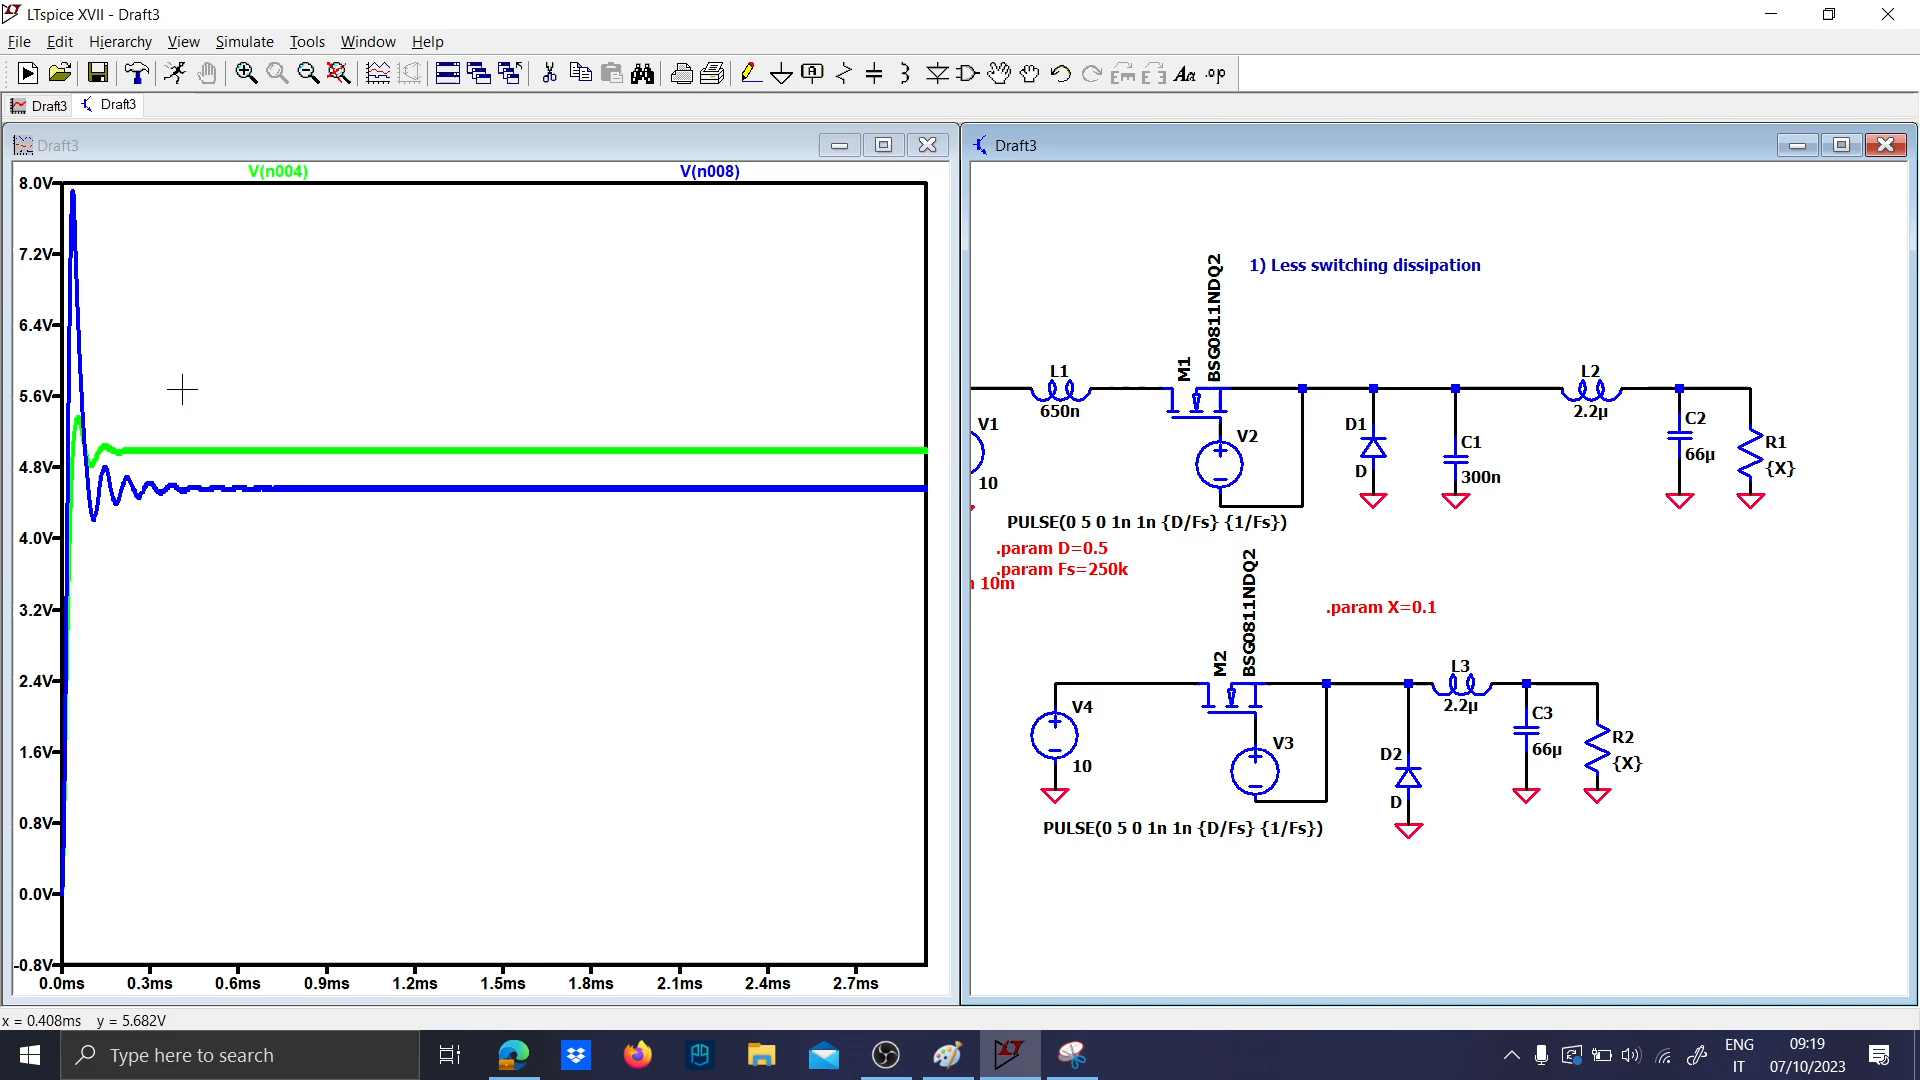 LTspice XVII - Draft3
File Edit Hierarchy View Simulate Tools Window Help
Draft3 Draft3
Draft3
V(n004) V(n008)
8.0V
7.2V
6.4V
5.6V
4.8V
4.0V
3.2V
2.4V
1.6V
0.8V
0.0V
-0.8V
0.0ms 0.3ms 0.6ms 0.9ms 1.2ms 1.5ms 1.8ms 2.1ms 2.4ms 2.7ms
Draft3
1) Less switching dissipation
BSG0811NDQ2
M1
L1
650n
L2
2.2µ
V1
10
V2
D1
D
C1
300n
C2
66µ
R1
{X}
PULSE(0 5 0 1n 1n {D/Fs} {1/Fs})
.param D=0.5
.param Fs=250k
10m
.param X=0.1
BSG0811NDQ2
M2
L3
2.2µ
V4
10
V3
D2
D
C3
66µ
R2
{X}
PULSE(0 5 0 1n 1n {D/Fs} {1/Fs})
x = 0.408ms y = 5.682V
Type here to search
ENG
IT
09:19
07/10/2023